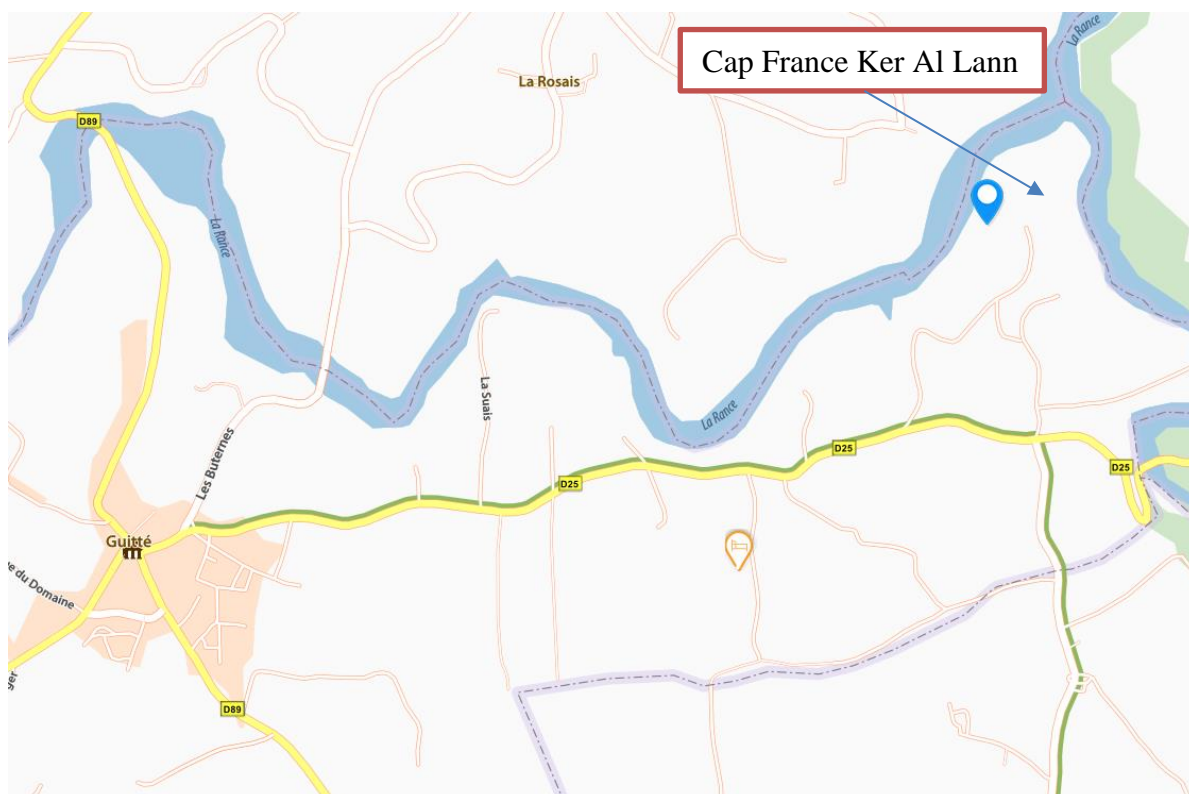 La Rance
Cap France Ker Al Lann
La Rosais
D89
La Rance
La Suais
La Rance
Les Buternes
D25
D25
D25
Guitté
e du Domaine
ger
D89